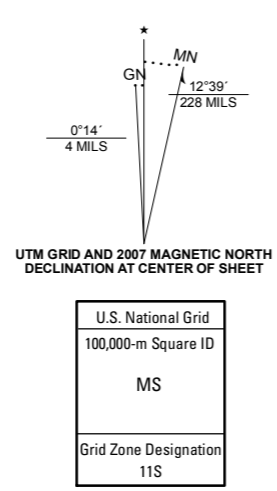 ★
MN
GN
12°39´
228 MILS
0°14´
4 MILS
UTM GRID AND 2007 MAGNETIC NORTH
DECLINATION AT CENTER OF SHEET
U.S. National Grid
100,000-m Square ID
MS
Grid Zone Designation
11S